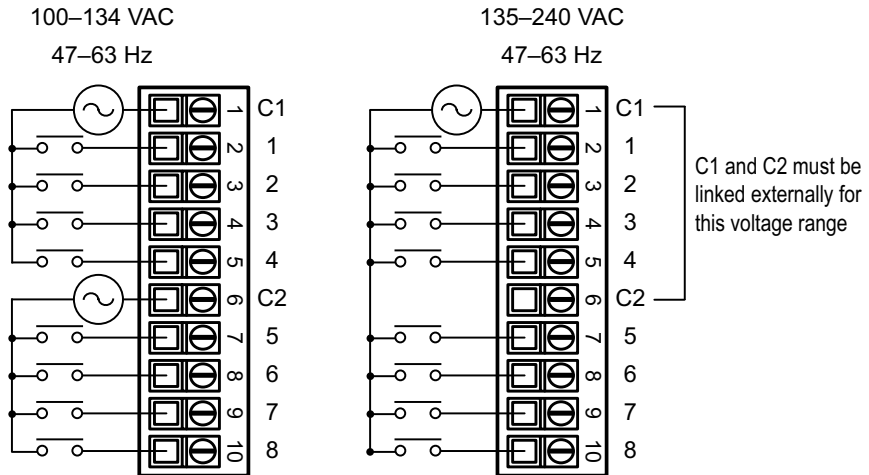 100–134 VAC
47–63 Hz
1 C1
2 1
3 2
4 3
5 4
6 C2
7 5
8 6
9 7
10 8
135–240 VAC
47–63 Hz
1 C1
2 1
3 2
4 3
5 4
6 C2
7 5
8 6
9 7
10 8
C1 and C2 must be
linked externally for
this voltage range